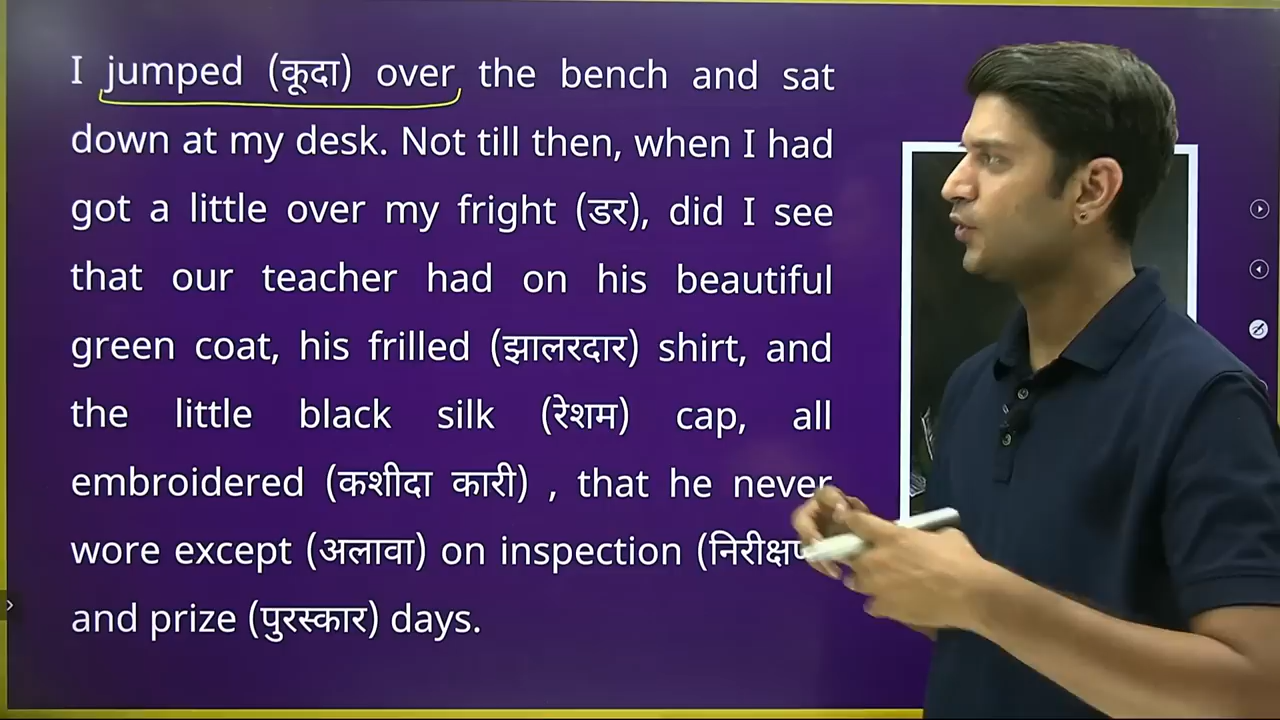 I jumped (कूदा) over the bench and sat
down at my desk. Not till then, when I had
got a little over my fright (डर), did I see
that our teacher had on his beautiful
green coat, his frilled (झालरदार) shirt, and
the little black silk (रेशम) cap, all
embroidered (कशीदा कारी) , that he never
wore except (अलावा) on inspection
and prize (पुरस्कार) days.